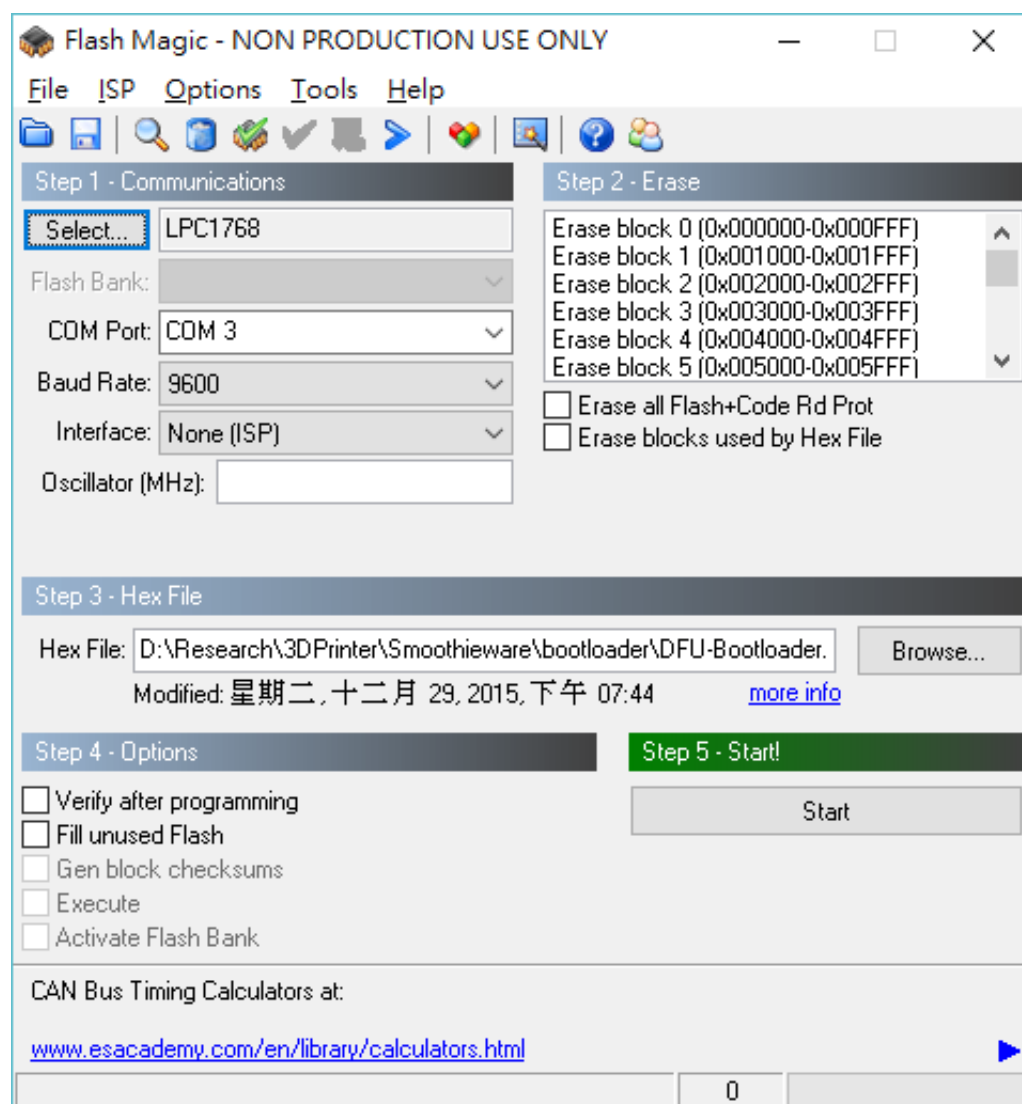 Flash Magic - NON PRODUCTION USE ONLY
File ISP Options Tools Help
Step 1 - Communications
Select... LPC1768
Flash Bank:
COM Port: COM 3
Baud Rate: 9600
Interface: None (ISP)
Oscillator (MHz):
Step 2 - Erase
Erase block 0 (0x000000-0x000FFF)
Erase block 1 (0x001000-0x001FFF)
Erase block 2 (0x002000-0x002FFF)
Erase block 3 (0x003000-0x003FFF)
Erase block 4 (0x004000-0x004FFF)
Erase block 5 (0x005000-0x005FFF)
Erase all Flash+Code Rd Prot
Erase blocks used by Hex File
Step 3 - Hex File
Hex File: D:\Research\3DPrinter\Smoothieware\bootloader\DFU-Bootloader. Browse...
Modified: 星期二, 十二月 29, 2015, 下午 07:44 more info
Step 4 - Options
Verify after programming
Fill unused Flash
Gen block checksums
Execute
Activate Flash Bank
Step 5 - Start!
Start
CAN Bus Timing Calculators at:
www.esacademy.com/en/library/calculators.html
0